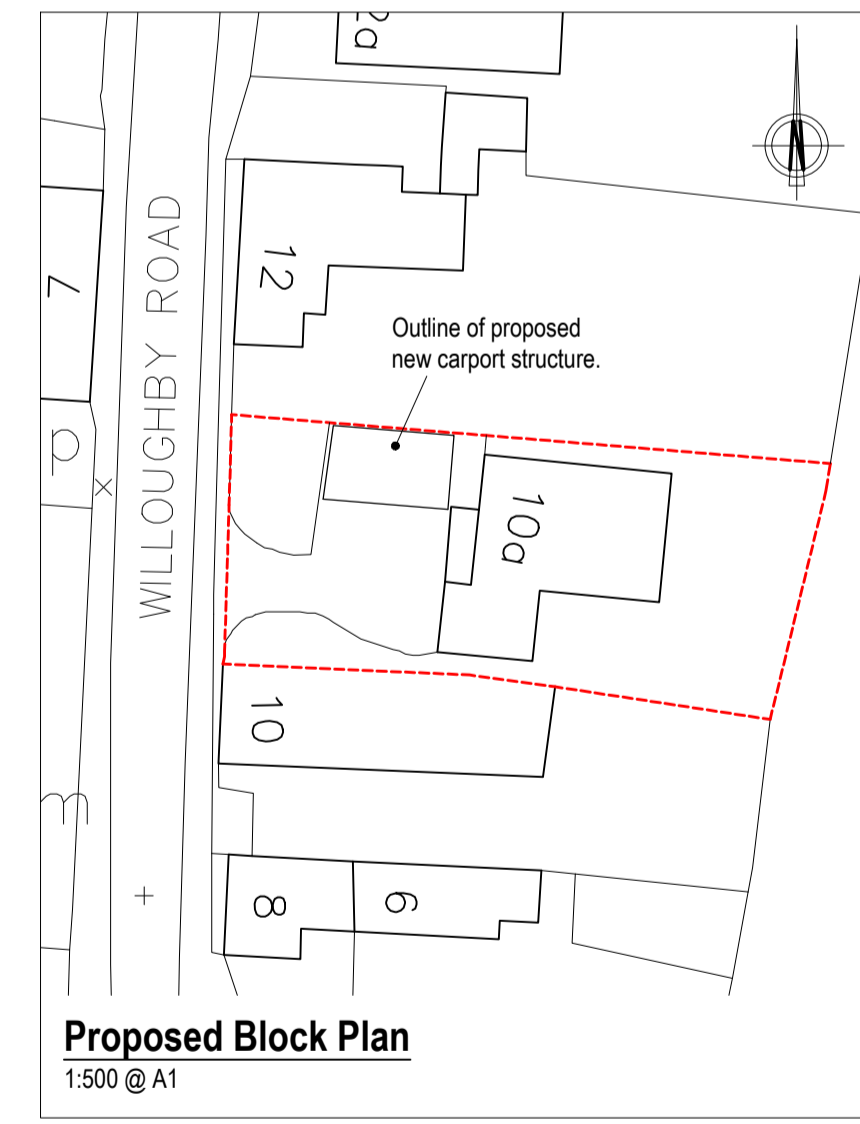 2a
N
12
7
WILLOUGHBY ROAD
Outline of proposed
new carport structure.
10a
10
8
6
Proposed Block Plan
1:500 @ A1